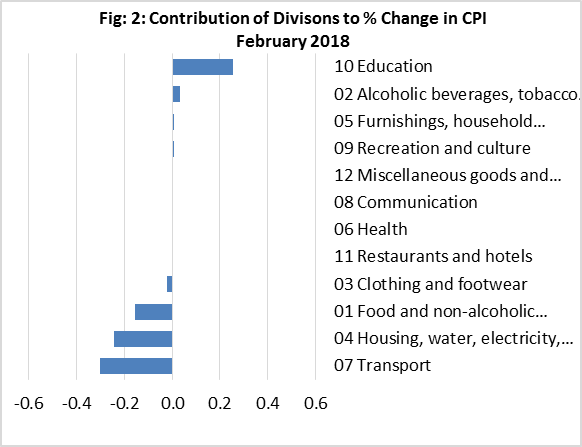 Fig: 2: Contribution of Divisons to % Change in CPI
February 2018
10 Education
02 Alcoholic beverages, tobacco...
05 Furnishings, household...
09 Recreation and culture
12 Miscellaneous goods and...
08 Communication
06 Health
11 Restaurants and hotels
03 Clothing and footwear
01 Food and non-alcoholic...
04 Housing, water, electricity,...
07 Transport
-0.6 -0.4 -0.2 0.0 0.2 0.4 0.6